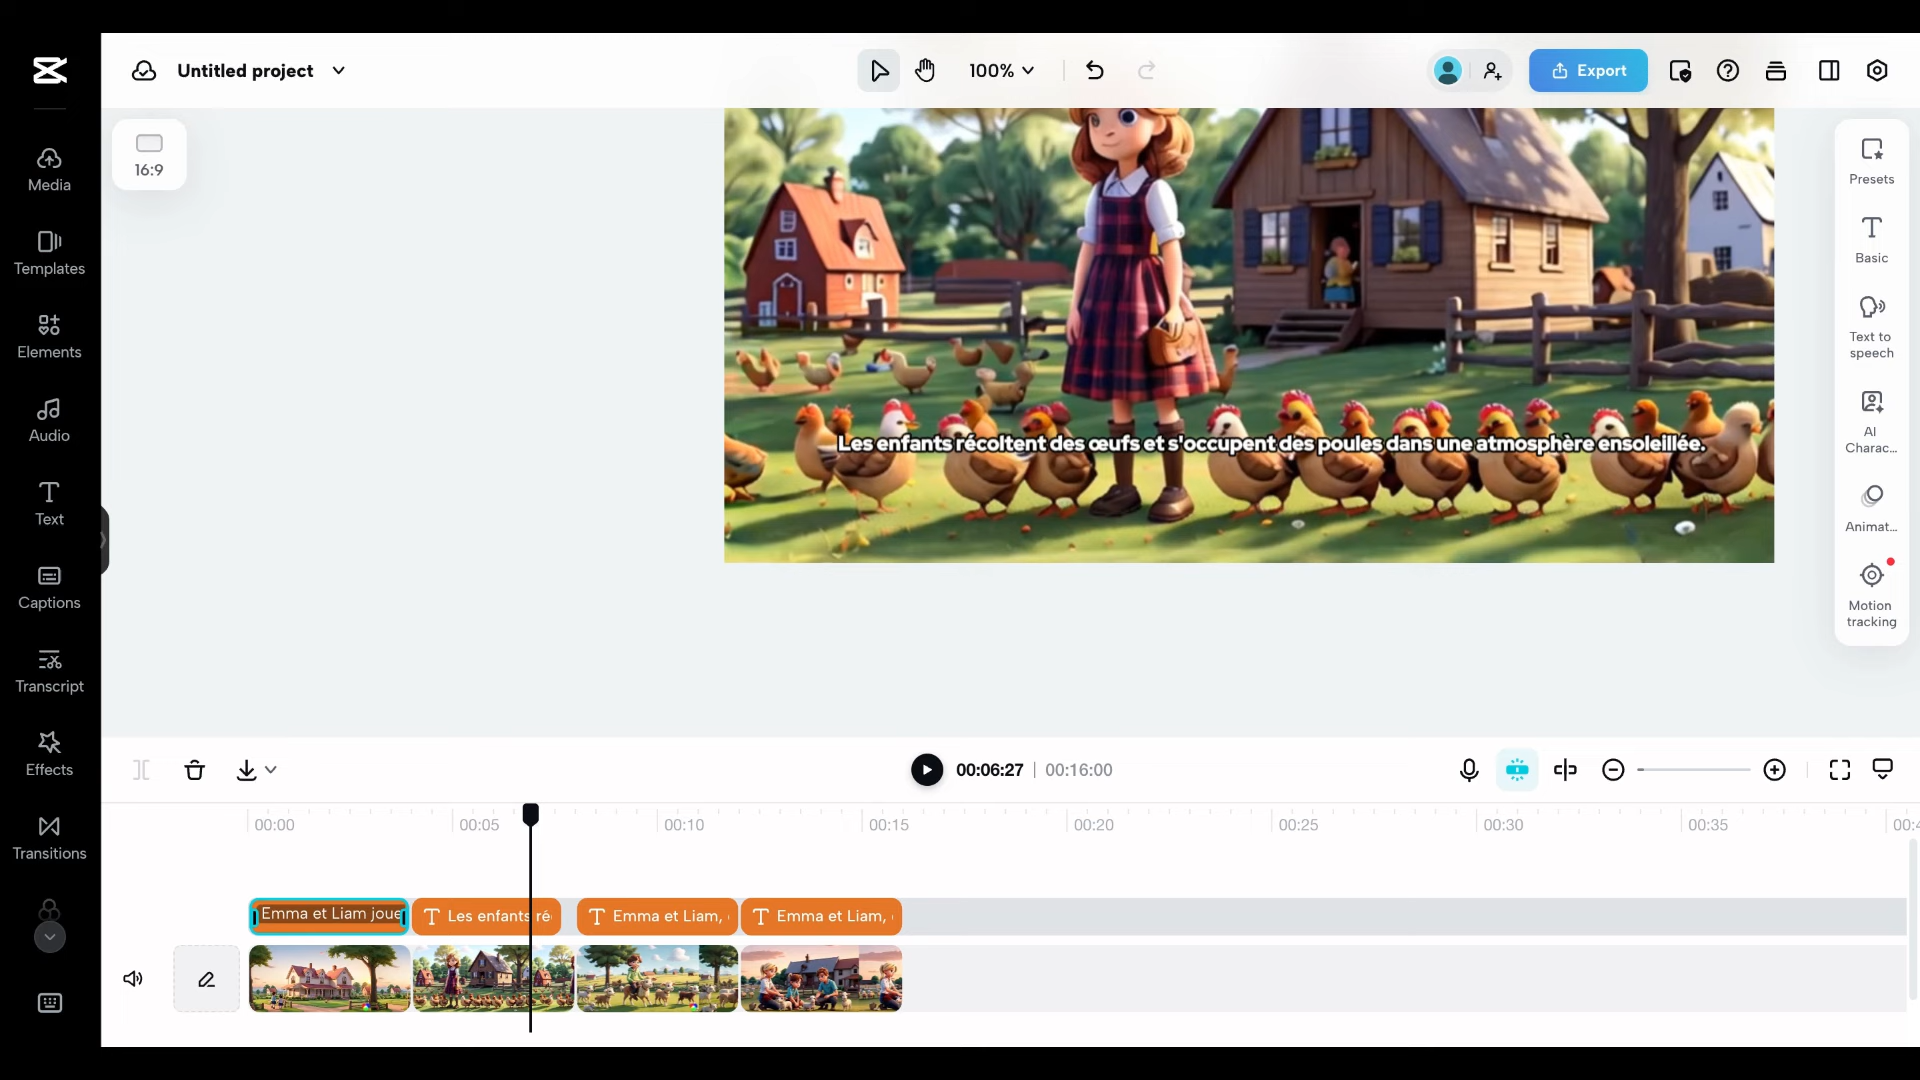 Untitled project
100%
Export
16:9
Media
Templates
Elements
Audio
Text
Captions
Transcript
Effects
Transitions
Presets
Basic
Text to
speech
AI
Charac...
Animat...
Motion
tracking
Les enfants récoltent des œufs et s'occupent des poules dans une atmosphère ensoleillée.
00:06:27 | 00:16:00
00:00 00:05 00:10 00:15 00:20 00:25 00:30 00:35
Emma et Liam joue
Les enfants ré
Emma et Liam,
Emma et Liam,